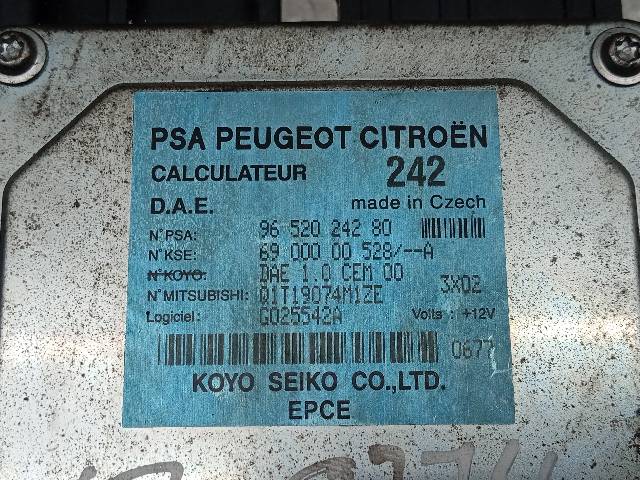 PSA PEUGEOT CITROËN
CALCULATEUR 242
D.A.E. made in Czech
N°PSA: 96 520 242 80
N°KSE: 69 000 00 528/--A
N°KOYO: DAE 1.0 CEM 00
N°MITSUBISHI: Q1T19074M1ZE 3X02
Logiciel: G025542A Volts : +12V
0677
KOYO SEIKO CO.,LTD.
EPCE